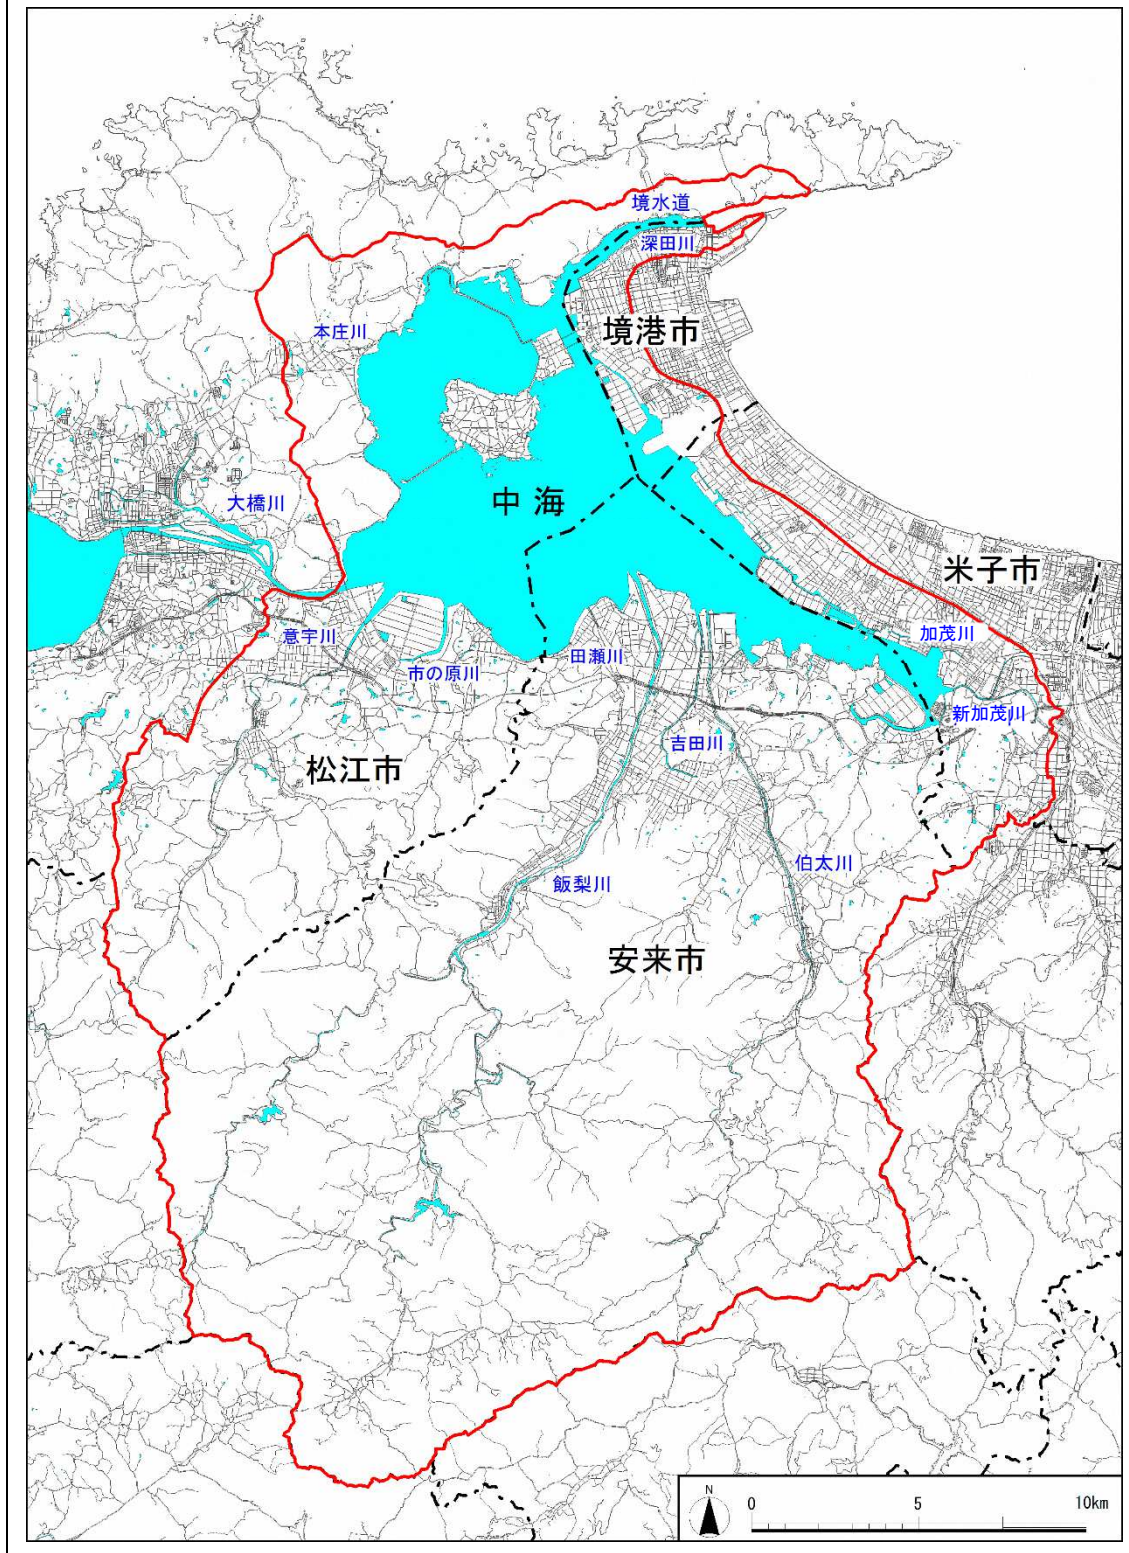 境水道
深田川
境港市
本庄川
中海
大橋川
米子市
加茂川
意宇川
田瀬川
市の原川
新加茂川
吉田川
松江市
伯太川
飯梨川
安来市
N
0 5 10km